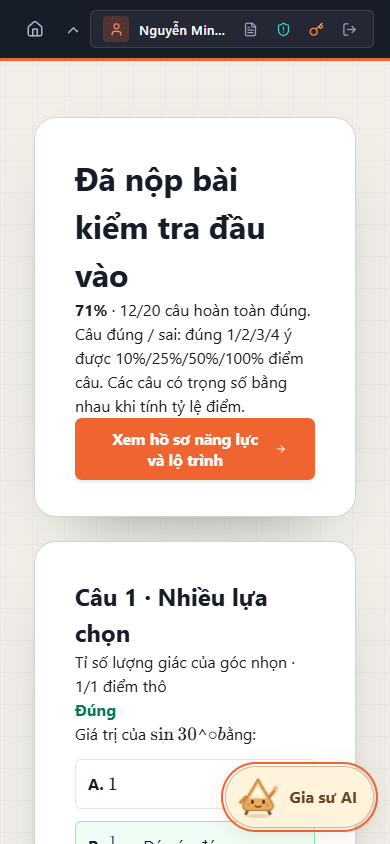 Nguyễn Min...
Đã nộp bài
kiểm tra đầu
vào
71% · 12/20 câu hoàn toàn đúng.
Câu đúng / sai: đúng 1/2/3/4 ý
được 10%/25%/50%/100% điểm
câu. Các câu có trọng số bằng
nhau khi tính tỷ lệ điểm.
Xem hồ sơ năng lực
và lộ trình →
Câu 1 · Nhiều lựa
chọn
Tỉ số lượng giác của góc nhọn ·
1/1 điểm thô
Đúng
Giá trị của sin 30^○bằng:
A. 1
Gia sư AI